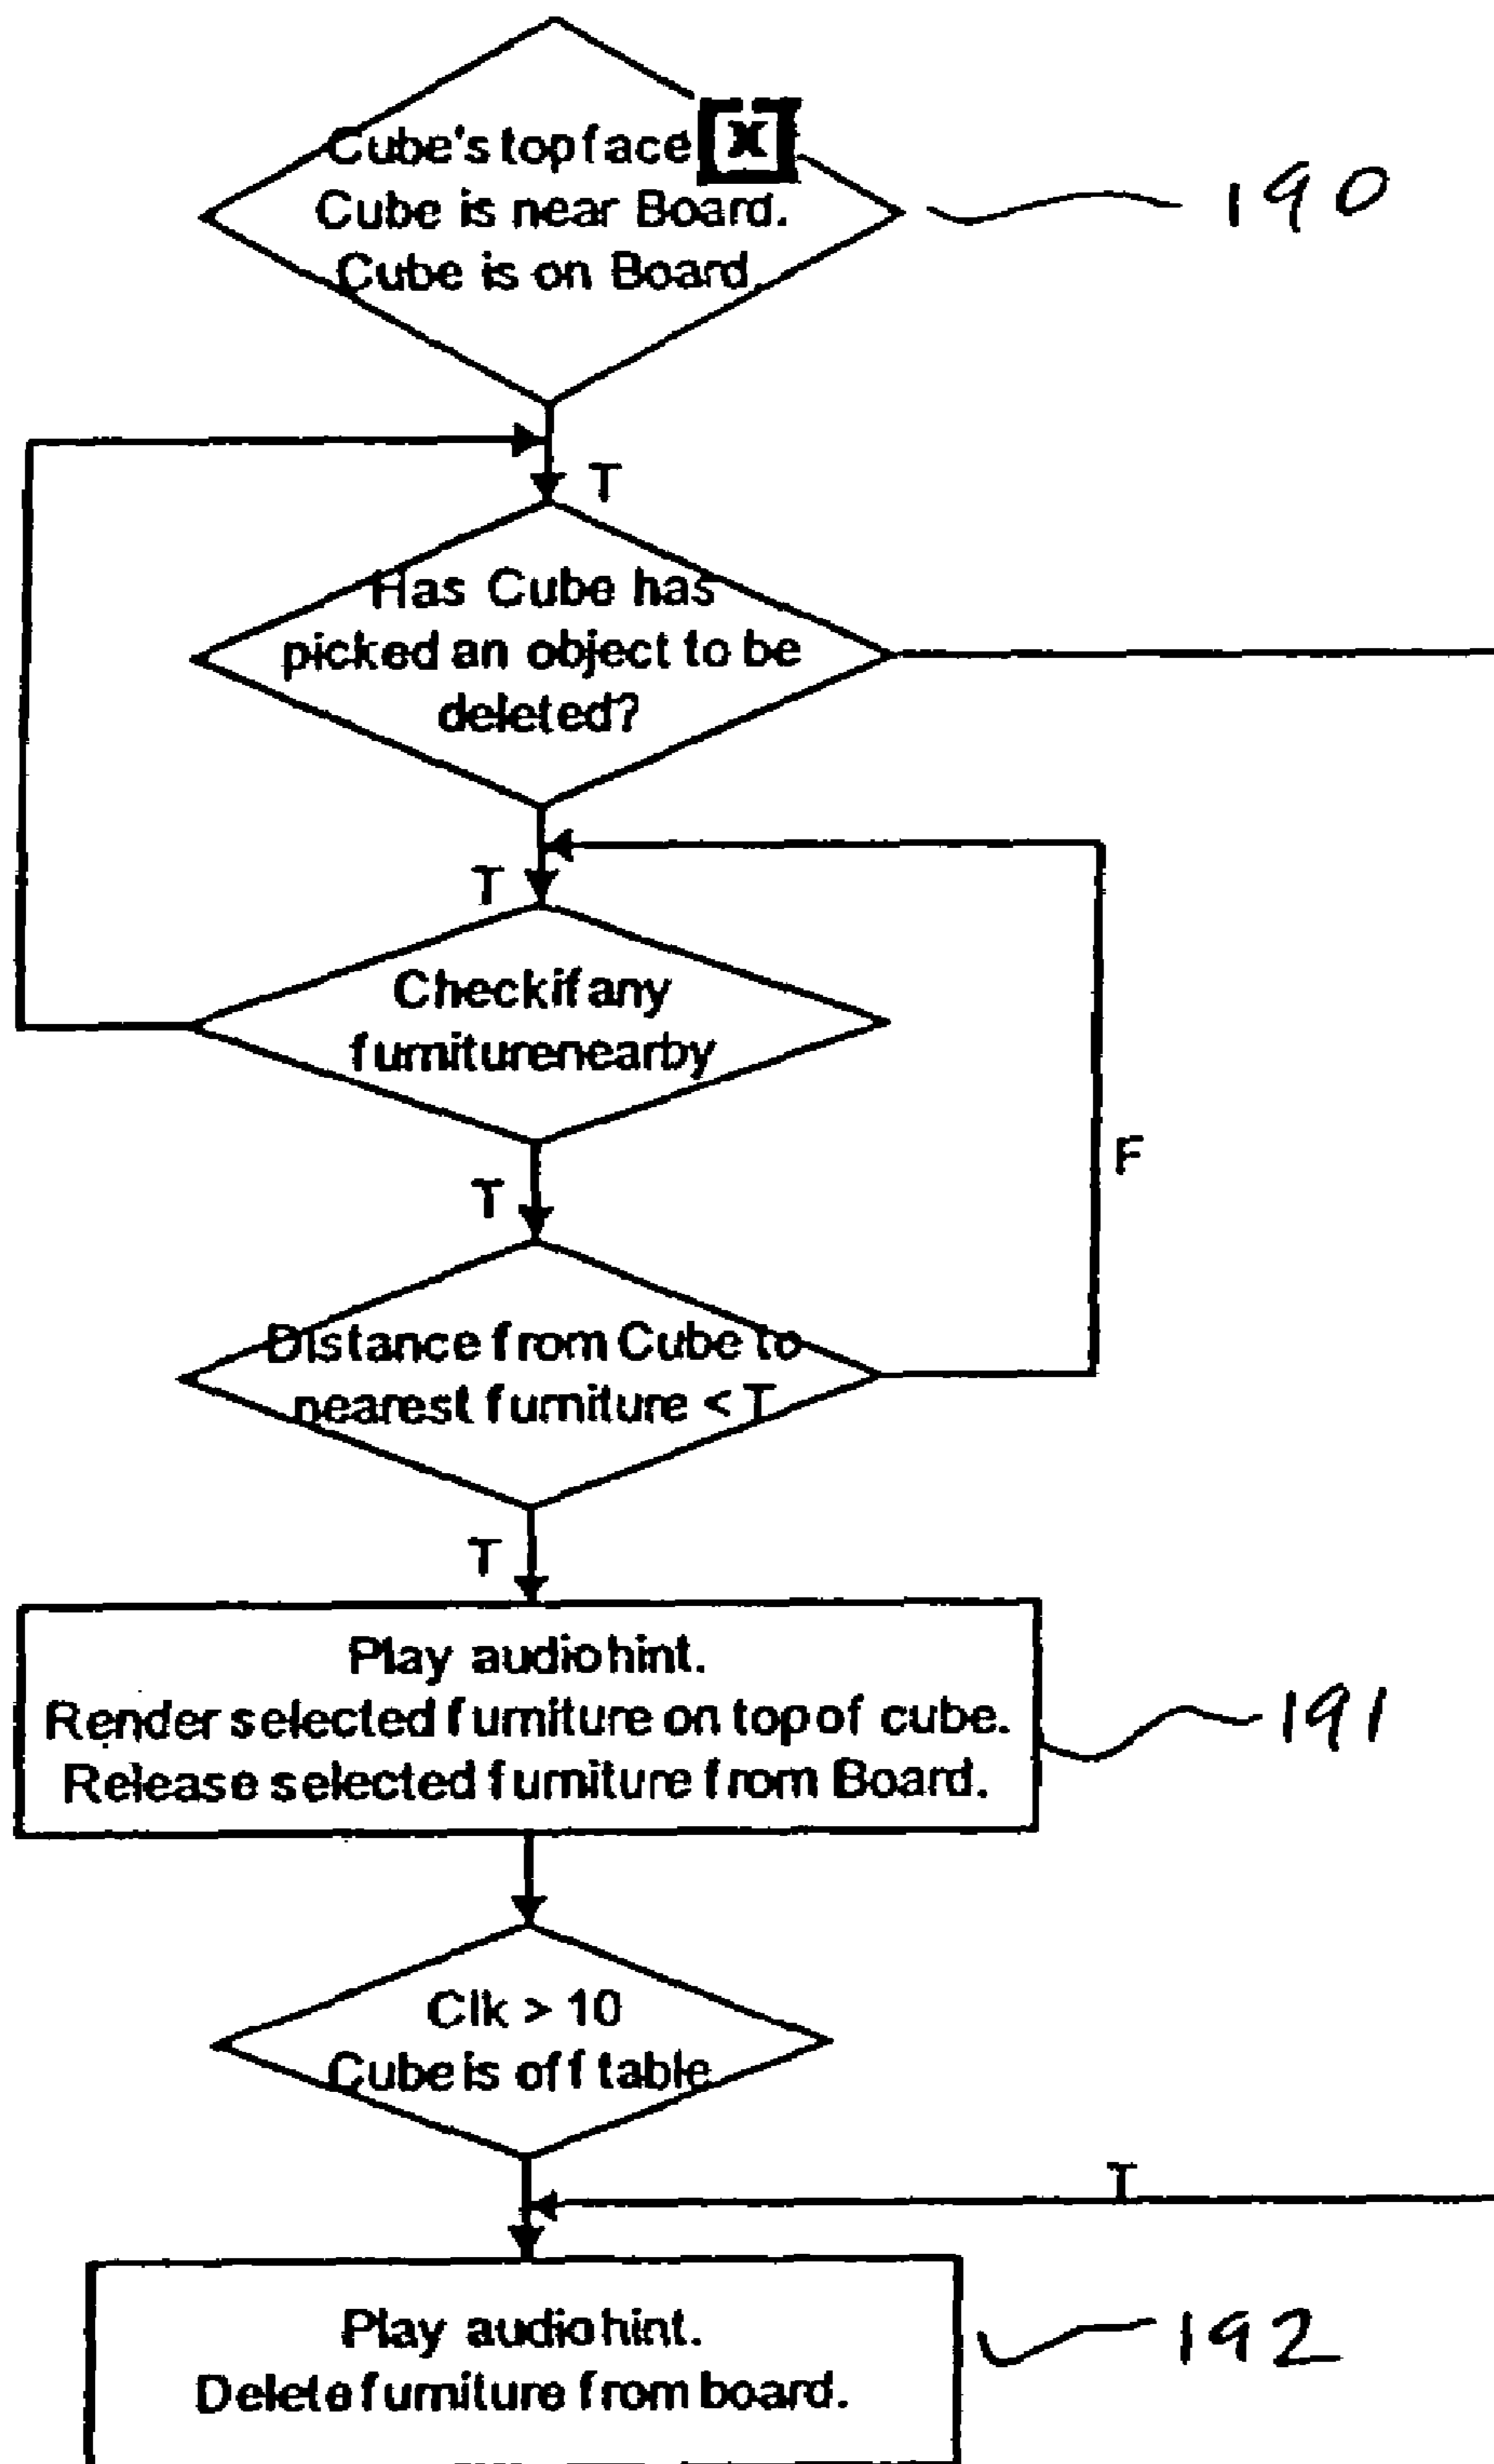 Cube's top face x
Cube is near Board.
Cube is on Board.
190
T
Has Cube has
picked an object to be
deleted?
T
Check if any
furniture nearby
T
F
Distance from Cube to
nearest furniture < T
T
Play audio hint.
Render selected furniture on top of cube.
Release selected furniture from Board.
191
Clk > 10
Cube is off table
T
Play audio hint.
Delete furniture from board.
192